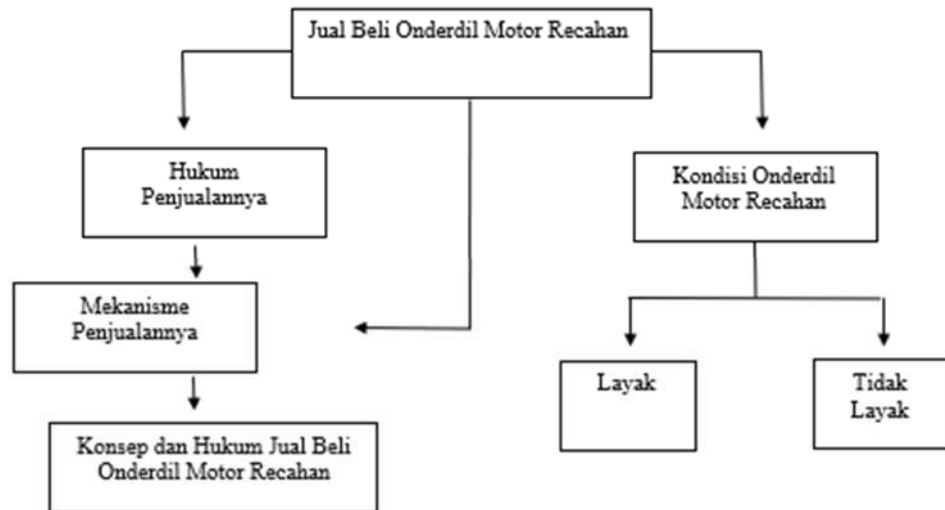 Jual Beli Onderdil Motor Recahan
Hukum
Penjualannya
Kondisi Onderdil
Motor Recahan
Mekanisme
Penjualannya
Layak
Tidak
Layak
Konsep dan Hukum Jual Beli
Onderdil Motor Recahan